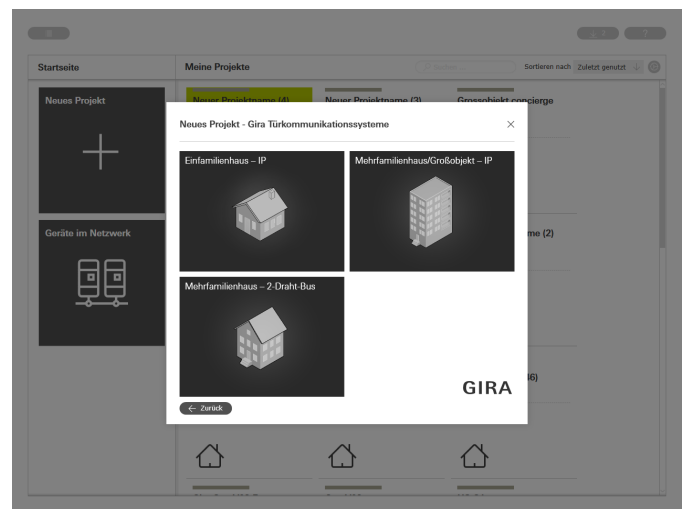 Startseite
Meine Projekte
Suchen...
Sortieren nach
Zuletzt genutzt
Neues Projekt
Neuer Projektname (4)
Neuer Projektname (3)
Grossobjekt concierge
Neues Projekt - Gira Türkommunikationssysteme
Einfamilienhaus – IP
Mehrfamilienhaus/Großobjekt – IP
Geräte im Netzwerk
me (2)
Mehrfamilienhaus – 2-Draht-Bus
GIRA
Zurück